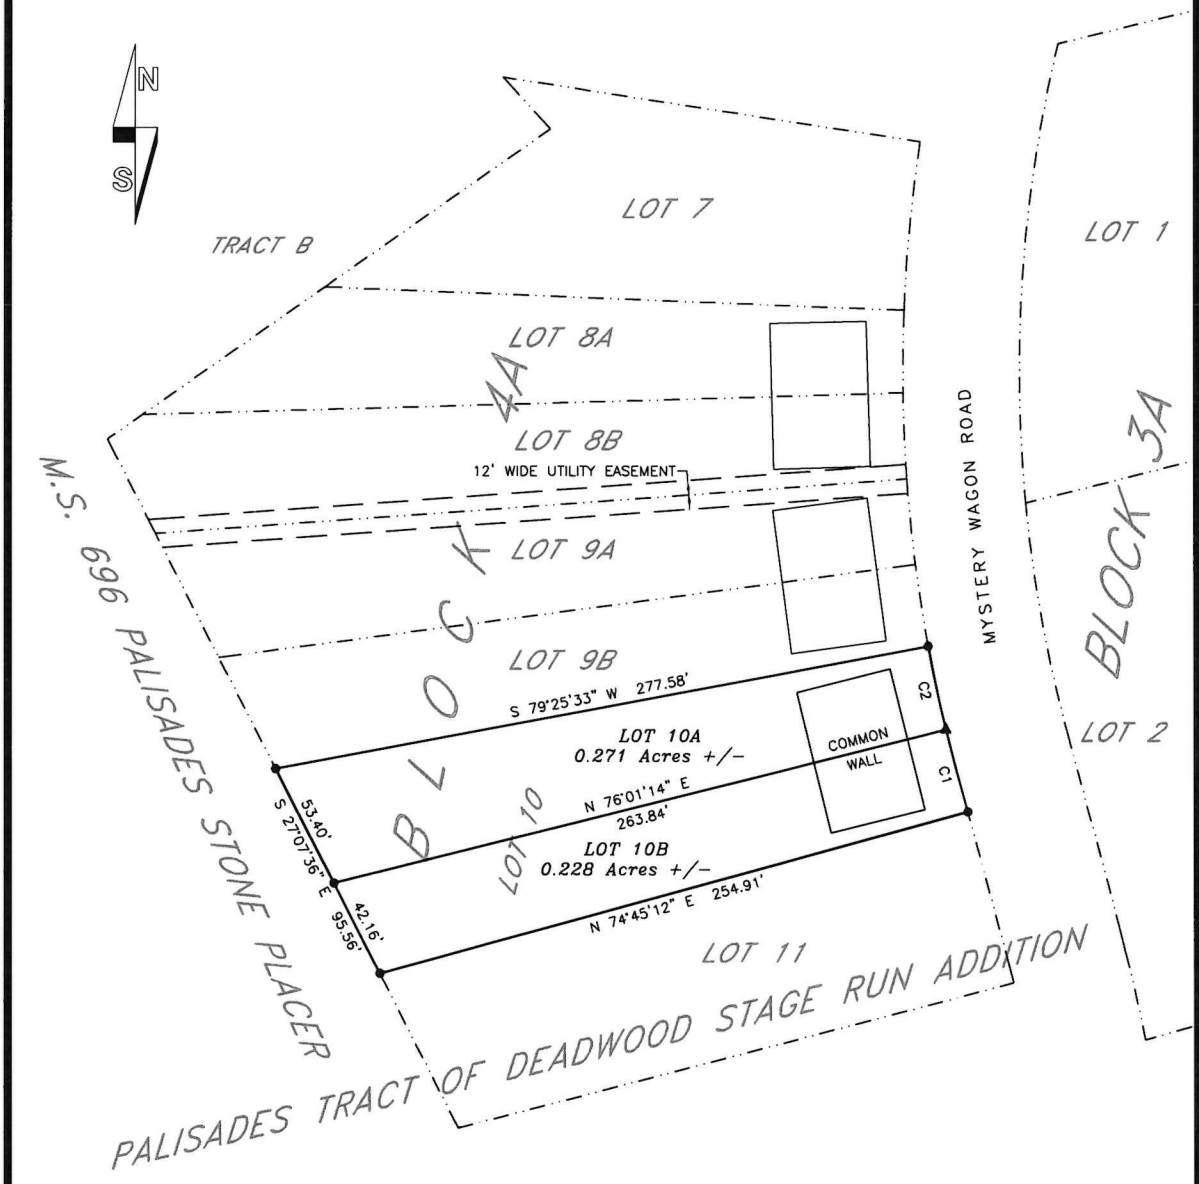 N
S
TRACT B
LOT 7
LOT 1
LOT 8A
4A
LOT 8B
12' WIDE UTILITY EASEMENT
LOT 9A
LOT 9B
BLOCK
MYSTERY WAGON ROAD
BLOCK 3A
LOT 2
M.S. 696 PALISADES STONE PLACER
S 79°25'33" W 277.58'
C2
LOT 10A
0.271 Acres +/-
COMMON
WALL
C1
N 76°01'14" E
263.84'
53.40'
S 27°07'36" E 95.56'
42.16'
LOT 10
LOT 10B
0.228 Acres +/-
N 74°45'12" E 254.91'
LOT 11
PALISADES TRACT OF DEADWOOD STAGE RUN ADDITION